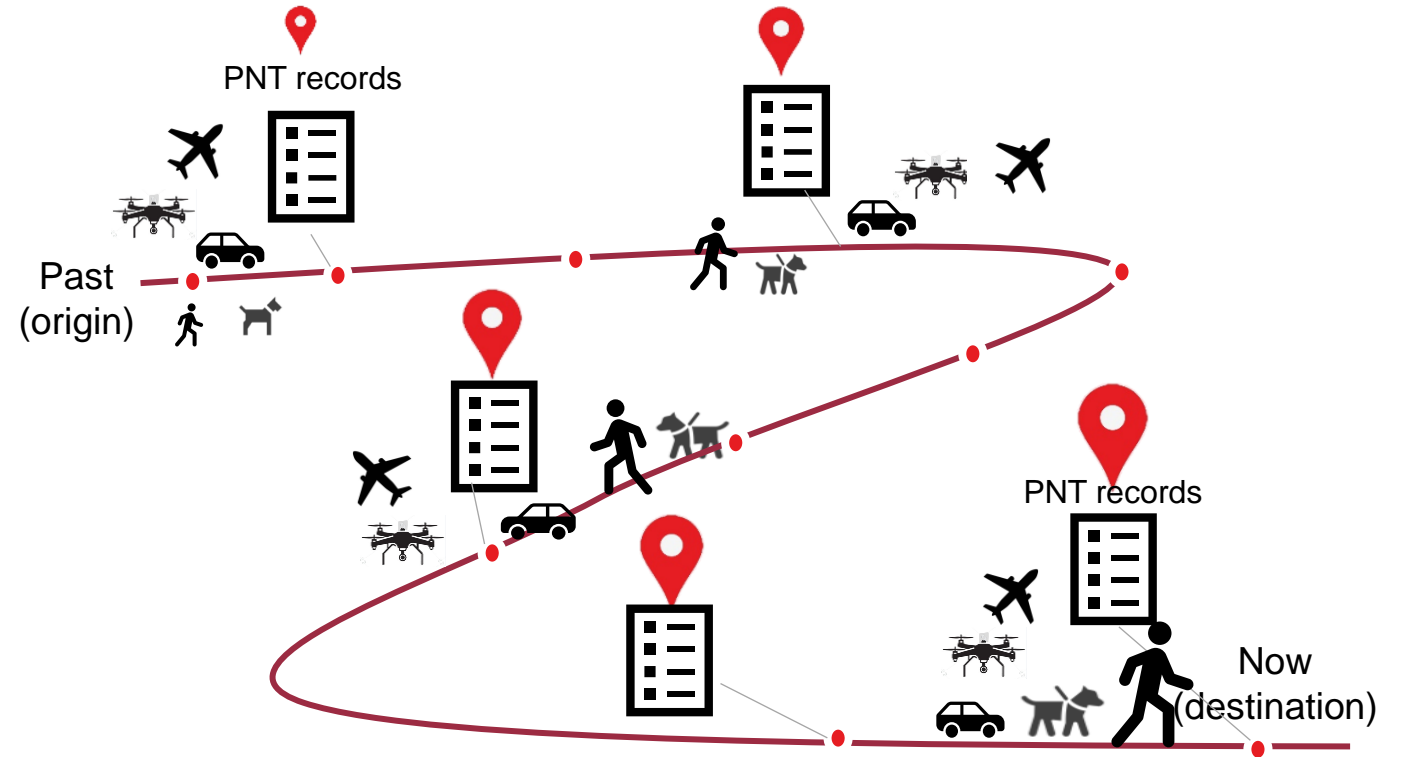 PNT records
Past
(origin)
PNT records
Now
(destination)